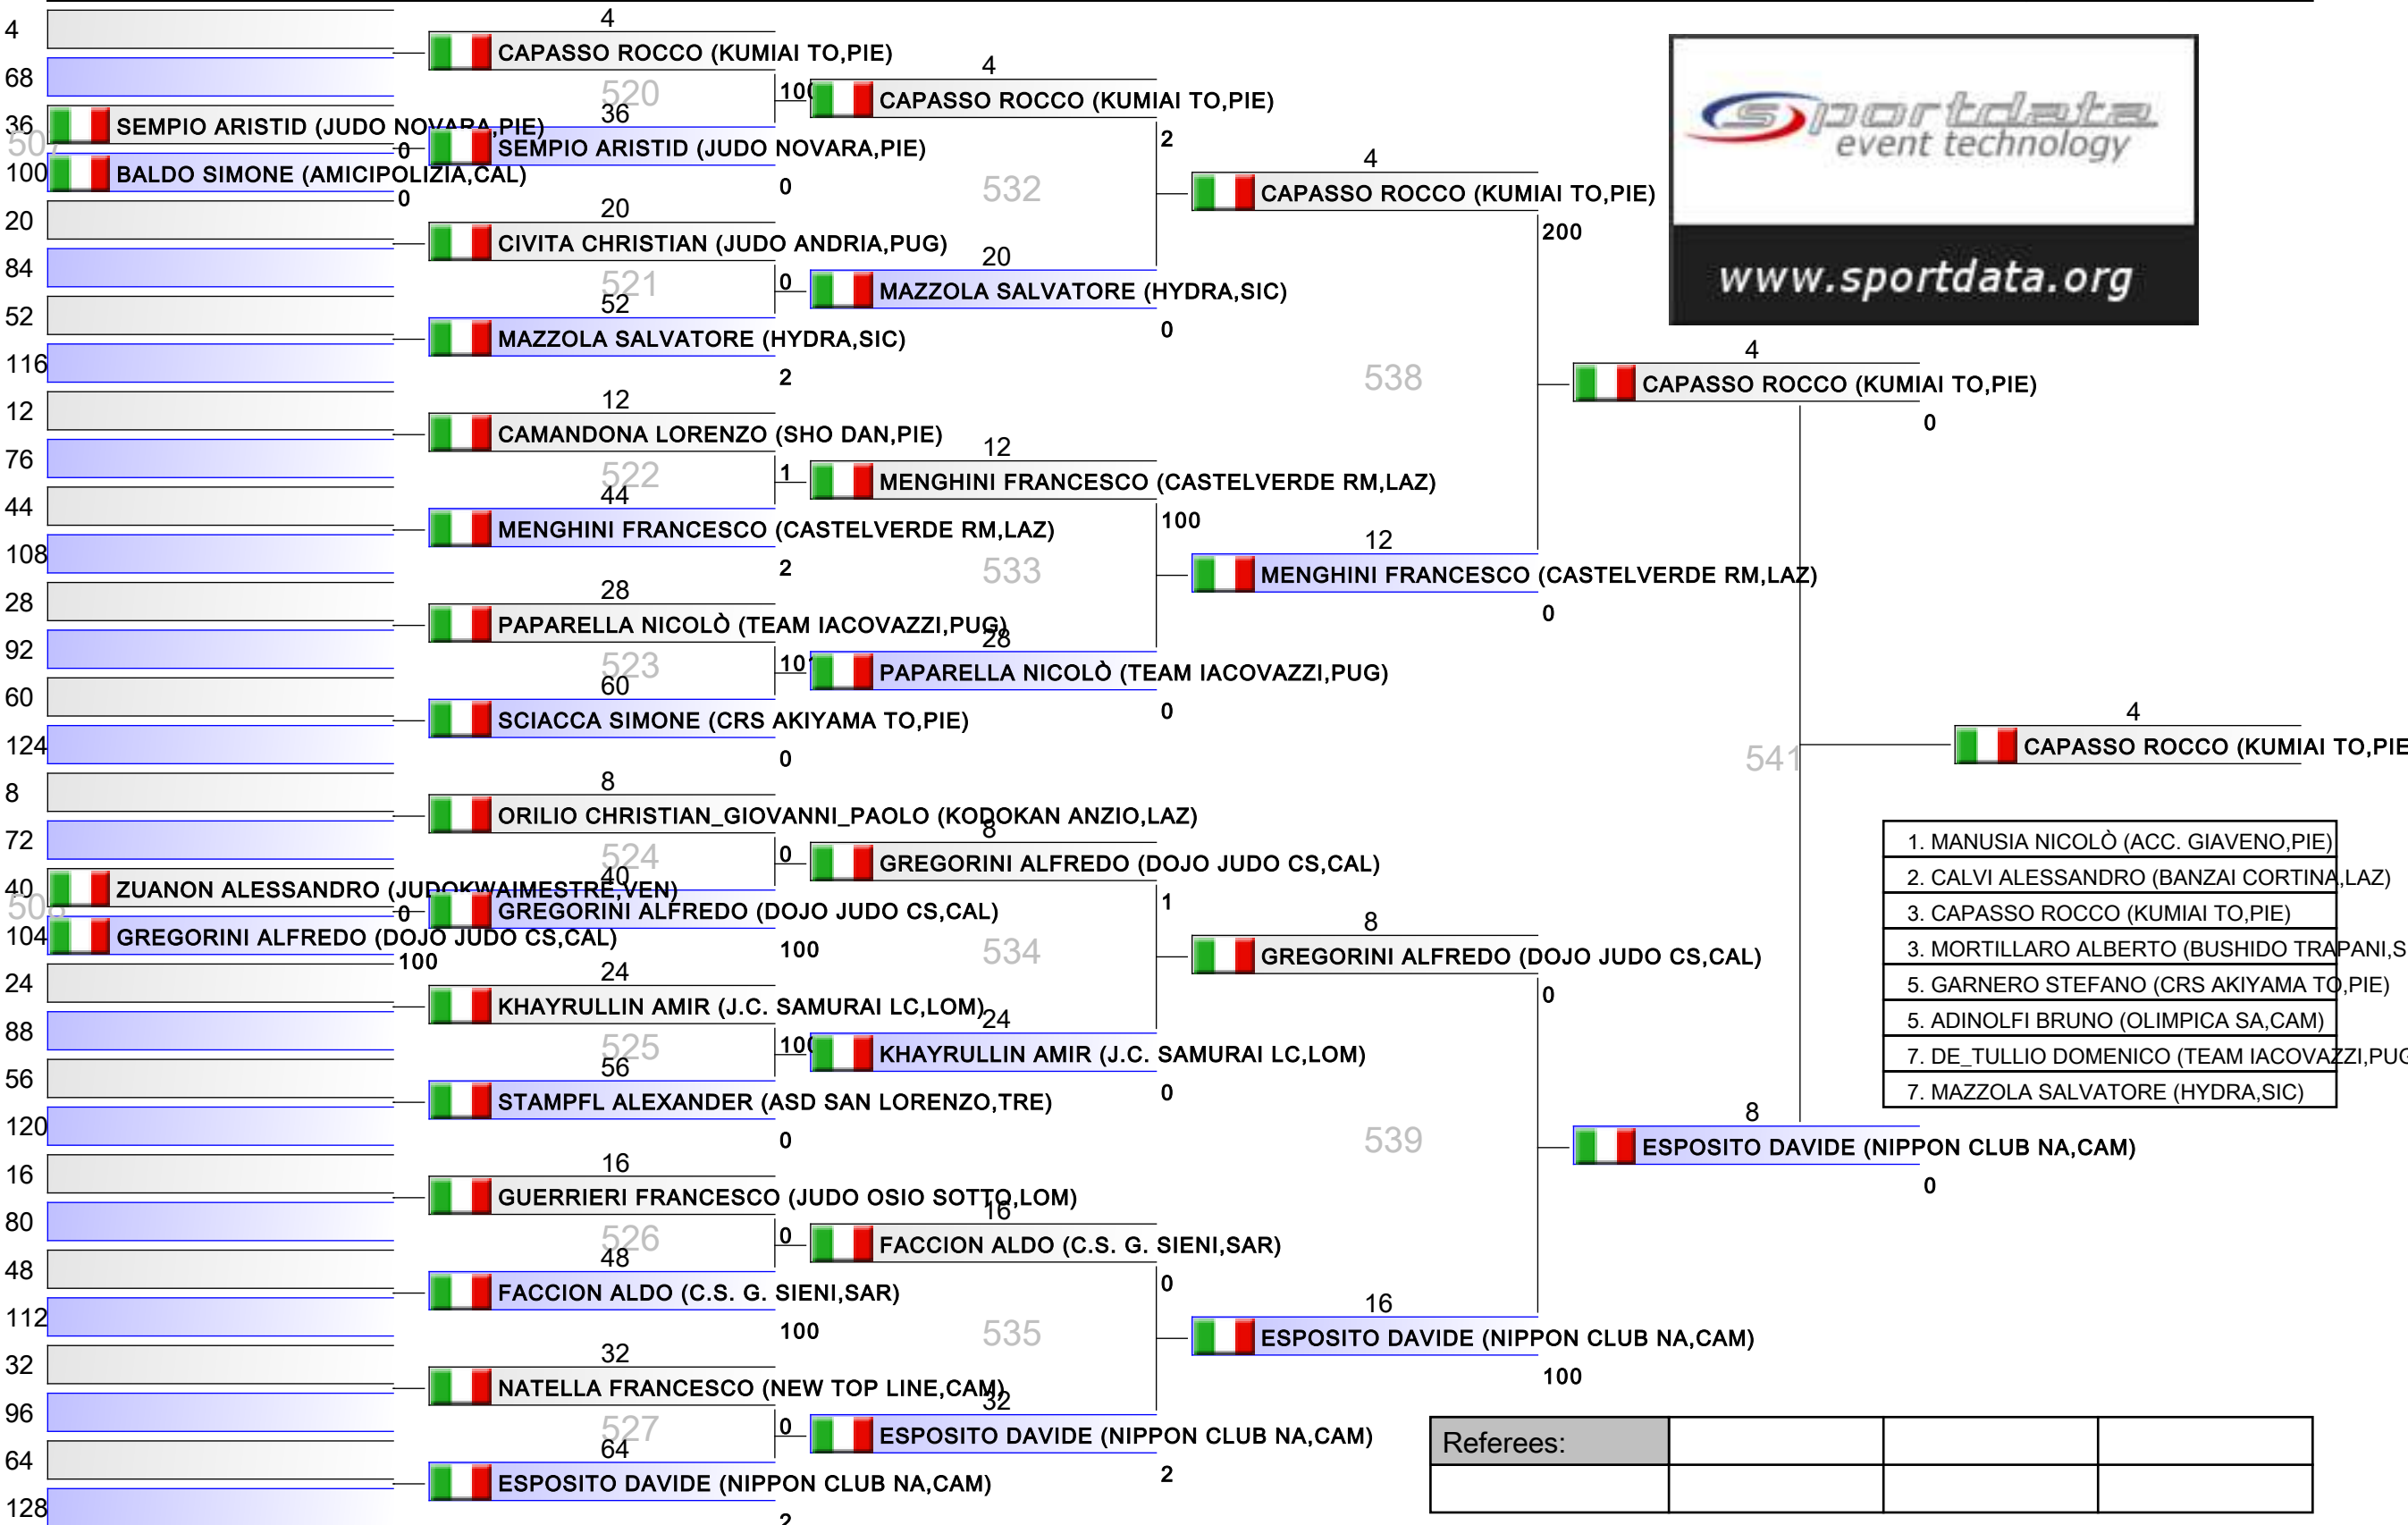 4
68
36
507
100
20
84
52
116
12
76
44
108
28
92
60
124
8
72
40
508
104
24
88
56
120
16
80
48
112
32
96
64
128
SEMPIO ARISTID (JUDO NOVARA,PIE)
0
BALDO SIMONE (AMICIPOLIZIA,CAL)
0
ZUANON ALESSANDRO (JUDOKWAIMESTRE,VEN)
0
GREGORINI ALFREDO (DOJO JUDO CS,CAL)
100
4
CAPASSO ROCCO (KUMIAI TO,PIE)
520
100
36
SEMPIO ARISTID (JUDO NOVARA,PIE)
0
20
CIVITA CHRISTIAN (JUDO ANDRIA,PUG)
521
0
52
MAZZOLA SALVATORE (HYDRA,SIC)
2
12
CAMANDONA LORENZO (SHO DAN,PIE)
522
1
44
MENGHINI FRANCESCO (CASTELVERDE RM,LAZ)
2
28
PAPARELLA NICOLÒ (TEAM IACOVAZZI,PUG)
523
101
60
SCIACCA SIMONE (CRS AKIYAMA TO,PIE)
0
8
ORILIO CHRISTIAN_GIOVANNI_PAOLO (KODOKAN ANZIO,LAZ)
524
0
40
GREGORINI ALFREDO (DOJO JUDO CS,CAL)
100
24
KHAYRULLIN AMIR (J.C. SAMURAI LC,LOM)
525
100
56
STAMPFL ALEXANDER (ASD SAN LORENZO,TRE)
0
16
GUERRIERI FRANCESCO (JUDO OSIO SOTTO,LOM)
526
0
48
FACCION ALDO (C.S. G. SIENI,SAR)
100
32
NATELLA FRANCESCO (NEW TOP LINE,CAM)
527
0
64
ESPOSITO DAVIDE (NIPPON CLUB NA,CAM)
2
4
CAPASSO ROCCO (KUMIAI TO,PIE)
2
532
20
MAZZOLA SALVATORE (HYDRA,SIC)
0
12
MENGHINI FRANCESCO (CASTELVERDE RM,LAZ)
100
533
28
PAPARELLA NICOLÒ (TEAM IACOVAZZI,PUG)
0
8
GREGORINI ALFREDO (DOJO JUDO CS,CAL)
1
534
24
KHAYRULLIN AMIR (J.C. SAMURAI LC,LOM)
0
16
FACCION ALDO (C.S. G. SIENI,SAR)
0
535
32
ESPOSITO DAVIDE (NIPPON CLUB NA,CAM)
2
4
CAPASSO ROCCO (KUMIAI TO,PIE)
200
538
12
MENGHINI FRANCESCO (CASTELVERDE RM,LAZ)
0
8
GREGORINI ALFREDO (DOJO JUDO CS,CAL)
0
539
16
ESPOSITO DAVIDE (NIPPON CLUB NA,CAM)
100
4
CAPASSO ROCCO (KUMIAI TO,PIE)
0
541
8
ESPOSITO DAVIDE (NIPPON CLUB NA,CAM)
0
4
CAPASSO ROCCO (KUMIAI TO,PIE
sportdata
event technology
www.sportdata.org
1. MANUSIA NICOLÒ (ACC. GIAVENO,PIE)
2. CALVI ALESSANDRO (BANZAI CORTINA,LAZ)
3. CAPASSO ROCCO (KUMIAI TO,PIE)
3. MORTILLARO ALBERTO (BUSHIDO TRAPANI,S
5. GARNERO STEFANO (CRS AKIYAMA TO,PIE)
5. ADINOLFI BRUNO (OLIMPICA SA,CAM)
7. DE_TULLIO DOMENICO (TEAM IACOVAZZI,PUG
7. MAZZOLA SALVATORE (HYDRA,SIC)
Referees: